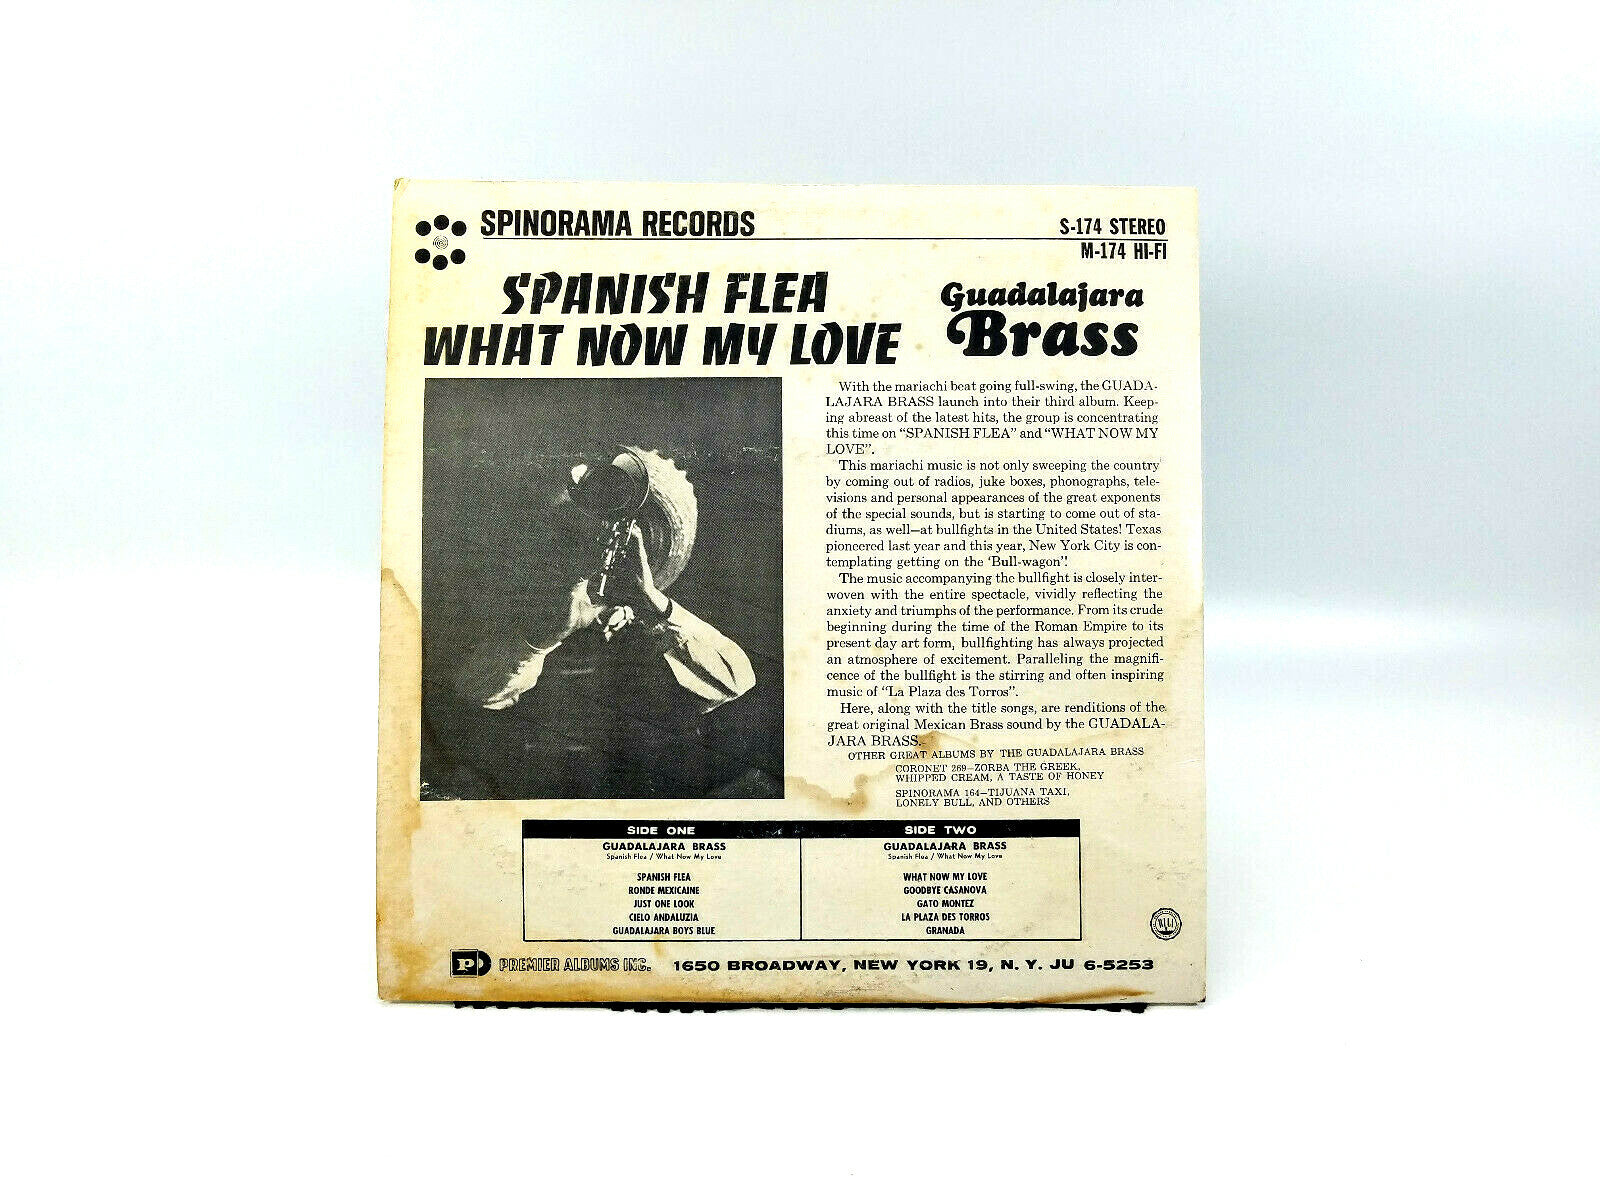 SPINORAMA RECORDS
S-174 STEREO
M-174 HI-FI
SPANISH FLEA
WHAT NOW MY LOVE
Guadalajara
Brass
With the mariachi beat going full-swing, the GUADA-
LAJARA BRASS launch into their third album. Keep-
ing abreast of the latest hits, the group is concentrating
this time on “SPANISH FLEA” and “WHAT NOW MY
LOVE”.
This mariachi music is not only sweeping the country
by coming out of radios, juke boxes, phonographs, tele-
visions and personal appearances of the great exponents
of the special sounds, but is starting to come out of sta-
diums, as well—at bullfights in the United States! Texas
pioneered last year and this year, New York City is con-
templating getting on the ‘Bull-wagon’!
The music accompanying the bullfight is closely inter-
woven with the entire spectacle, vividly reflecting the
anxiety and triumphs of the performance. From its crude
beginning during the time of the Roman Empire to its
present day art form, bullfighting has always projected
an atmosphere of excitement. Paralleling the magnifi-
cence of the bullfight is the stirring and often inspiring
music of “La Plaza des Torros”.
Here, along with the title songs, are renditions of the
great original Mexican Brass sound by the GUADALA-
JARA BRASS.
OTHER GREAT ALBUMS BY THE GUADALAJARA BRASS
CORONET 269—ZORBA THE GREEK,
WHIPPED CREAM, A TASTE OF HONEY
SPINORAMA 164—TIJUANA TAXI,
LONELY BULL, AND OTHERS
SIDE ONE
GUADALAJARA BRASS
Spanish Flea / What Now My Love
SPANISH FLEA
RONDE MEXICAINE
JUST ONE LOOK
CIELO ANDALUZIA
GUADALAJARA BOYS BLUE
SIDE TWO
GUADALAJARA BRASS
Spanish Flea / What Now My Love
WHAT NOW MY LOVE
GOODBYE CASANOVA
GATO MONTEZ
LA PLAZA DES TORROS
GRANADA
P PREMIER ALBUMS INC. 1650 BROADWAY, NEW YORK 19, N. Y. JU 6-5253